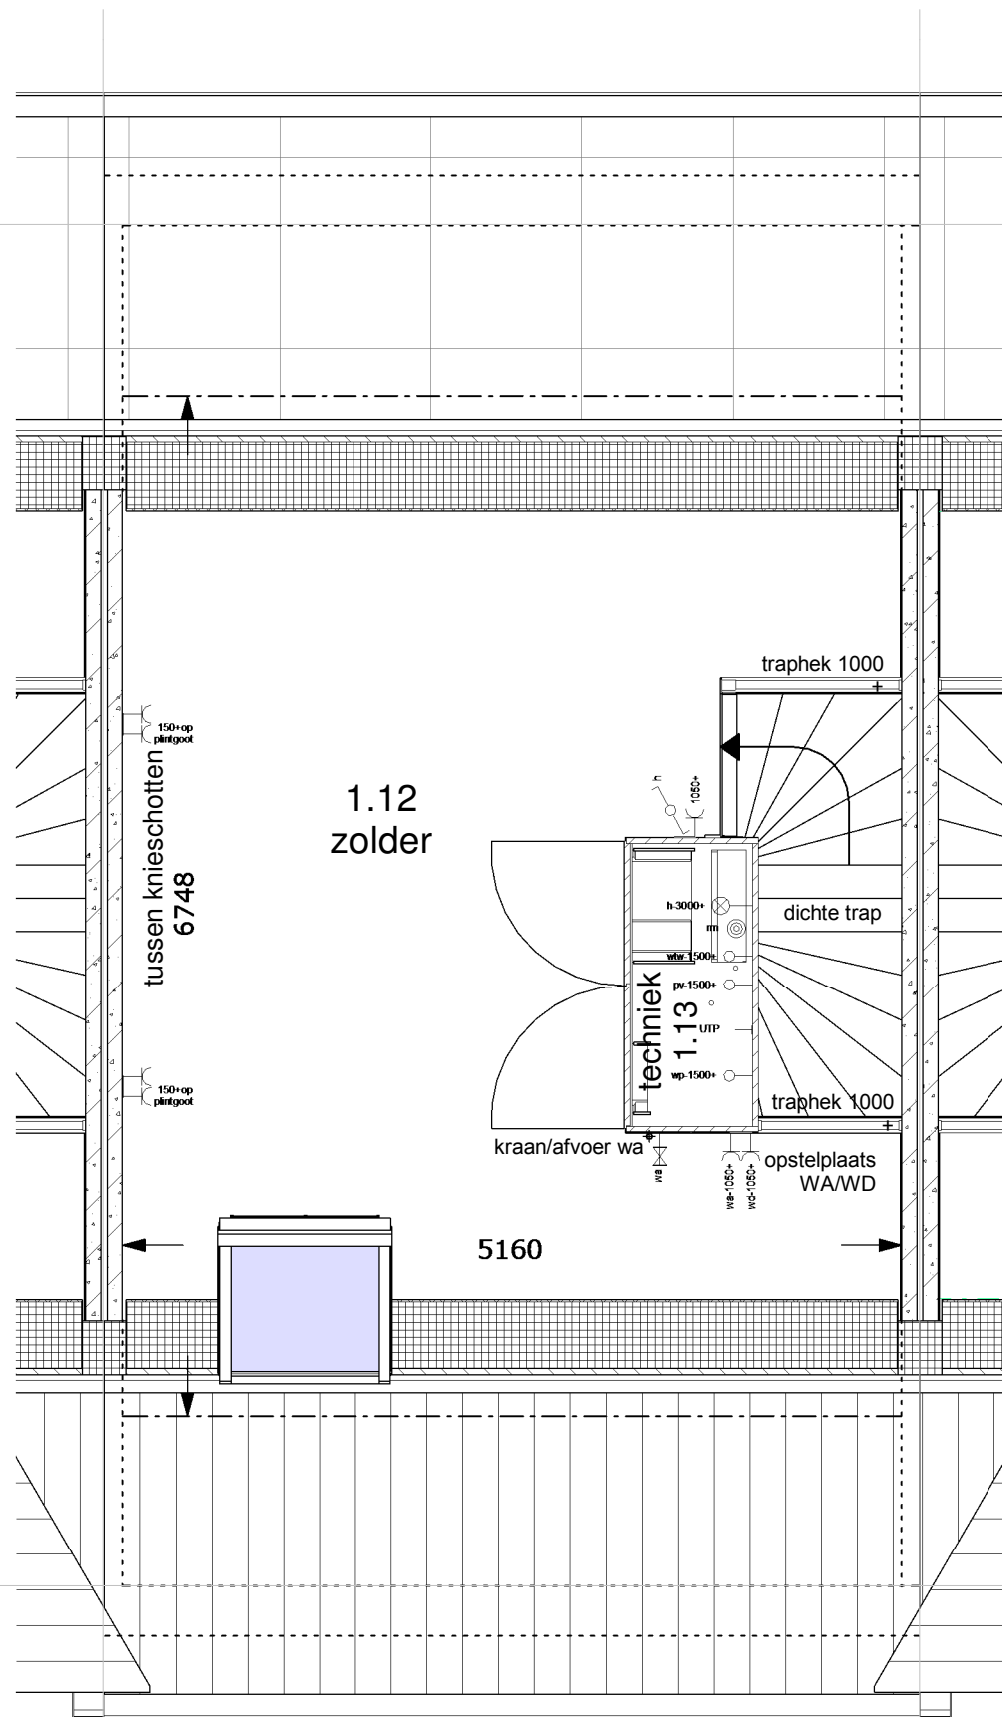 traphek 1000
150+op
plintgoot
tussen knieschotten
6748
1.12
zolder
h
1050+
h-3000+
rm
wtw-1500+
pv-1500+
UTP
wp-1500+
techniek
1.13
dichte trap
150+op
plintgoot
traphek 1000
kraan/afvoer wa
wa
wa-1050+
wd-1050+
opstelplaats
WA/WD
5160